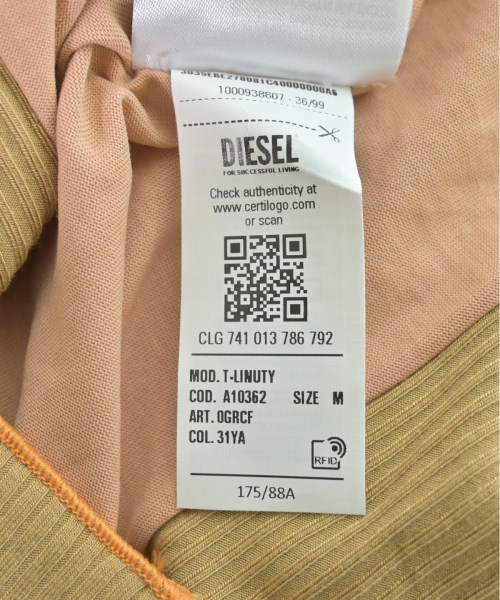 1000938607 - 36/99
DIESEL
FOR SUCCESSFUL LIVING
Check authenticity at
www.certilogo.com
or scan
CLG 741 013 786 792
MOD. T-LINUTY
COD. A10362 SIZE M
ART. 0GRCF
COL. 31YA
RFID
175/88A